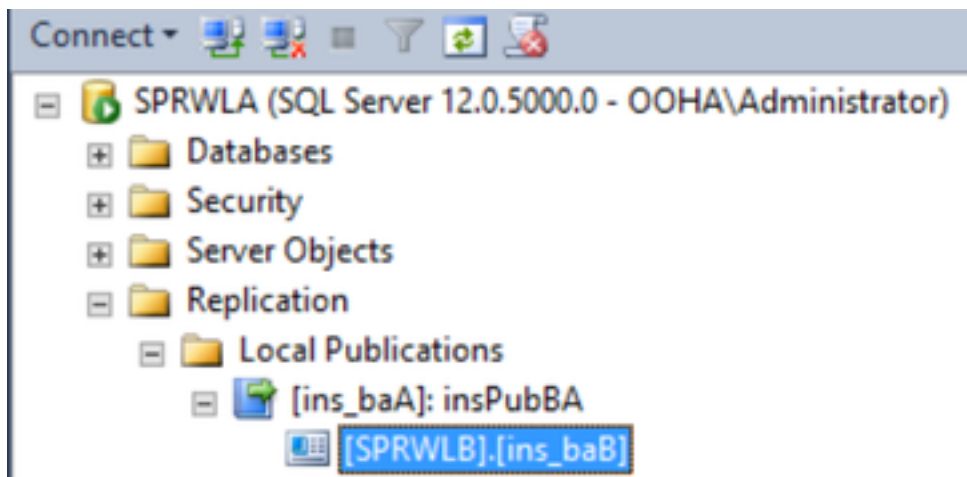 Connect
SPRWLA (SQL Server 12.0.5000.0 - OOHA\Administrator)
Databases
Security
Server Objects
Replication
Local Publications
[ins_baA]: insPubBA
[SPRWLB].[ins_baB]